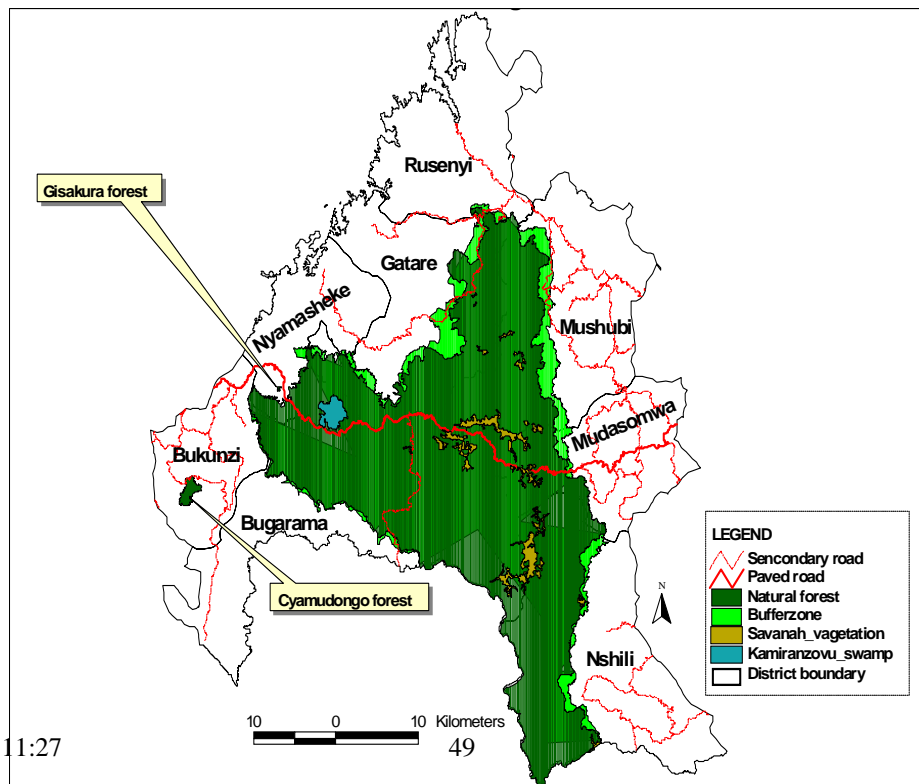 Rusenyi
Gisakura forest
Gatare
Nyamasheke
Mushubi
Mudasomwa
Bukunzi
Bugarama
Cyamudongo forest
Nshili
LEGEND
Sencondary road
Paved road
Natural forest
Bufferzone
Savanah_vagetation
Kamiranzovu_swamp
District boundary
N
10 0 10 Kilometers
11:27
49